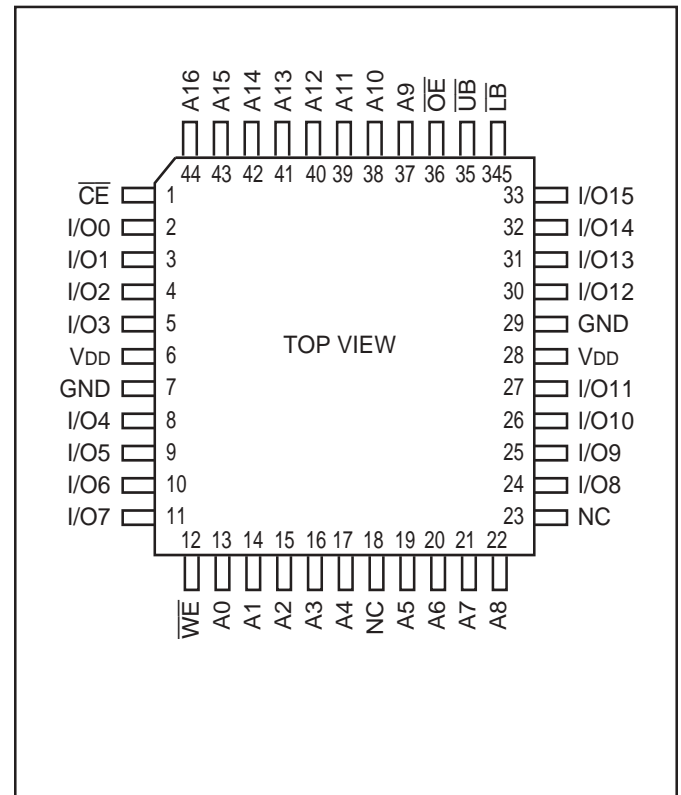 A16 A15 A14 A13 A12 A11 A10 A9 OE UB LB
44 43 42 41 40 39 38 37 36 35 345
CE 1 33 I/O15
I/O0 2 32 I/O14
I/O1 3 31 I/O13
I/O2 4 30 I/O12
I/O3 5 29 GND
VDD 6 TOP VIEW 28 VDD
GND 7 27 I/O11
I/O4 8 26 I/O10
I/O5 9 25 I/O9
I/O6 10 24 I/O8
I/O7 11 23 NC
12 13 14 15 16 17 18 19 20 21 22
WE A0 A1 A2 A3 A4 NC A5 A6 A7 A8